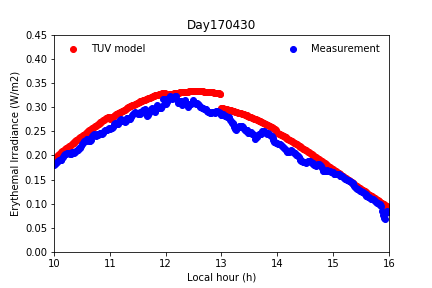 Day170430
TUV model
Measurement
Erythemal Irradiance (W/m2)
0.45
0.40
0.35
0.30
0.25
0.20
0.15
0.10
0.05
0.00
10 11 12 13 14 15 16
Local hour (h)